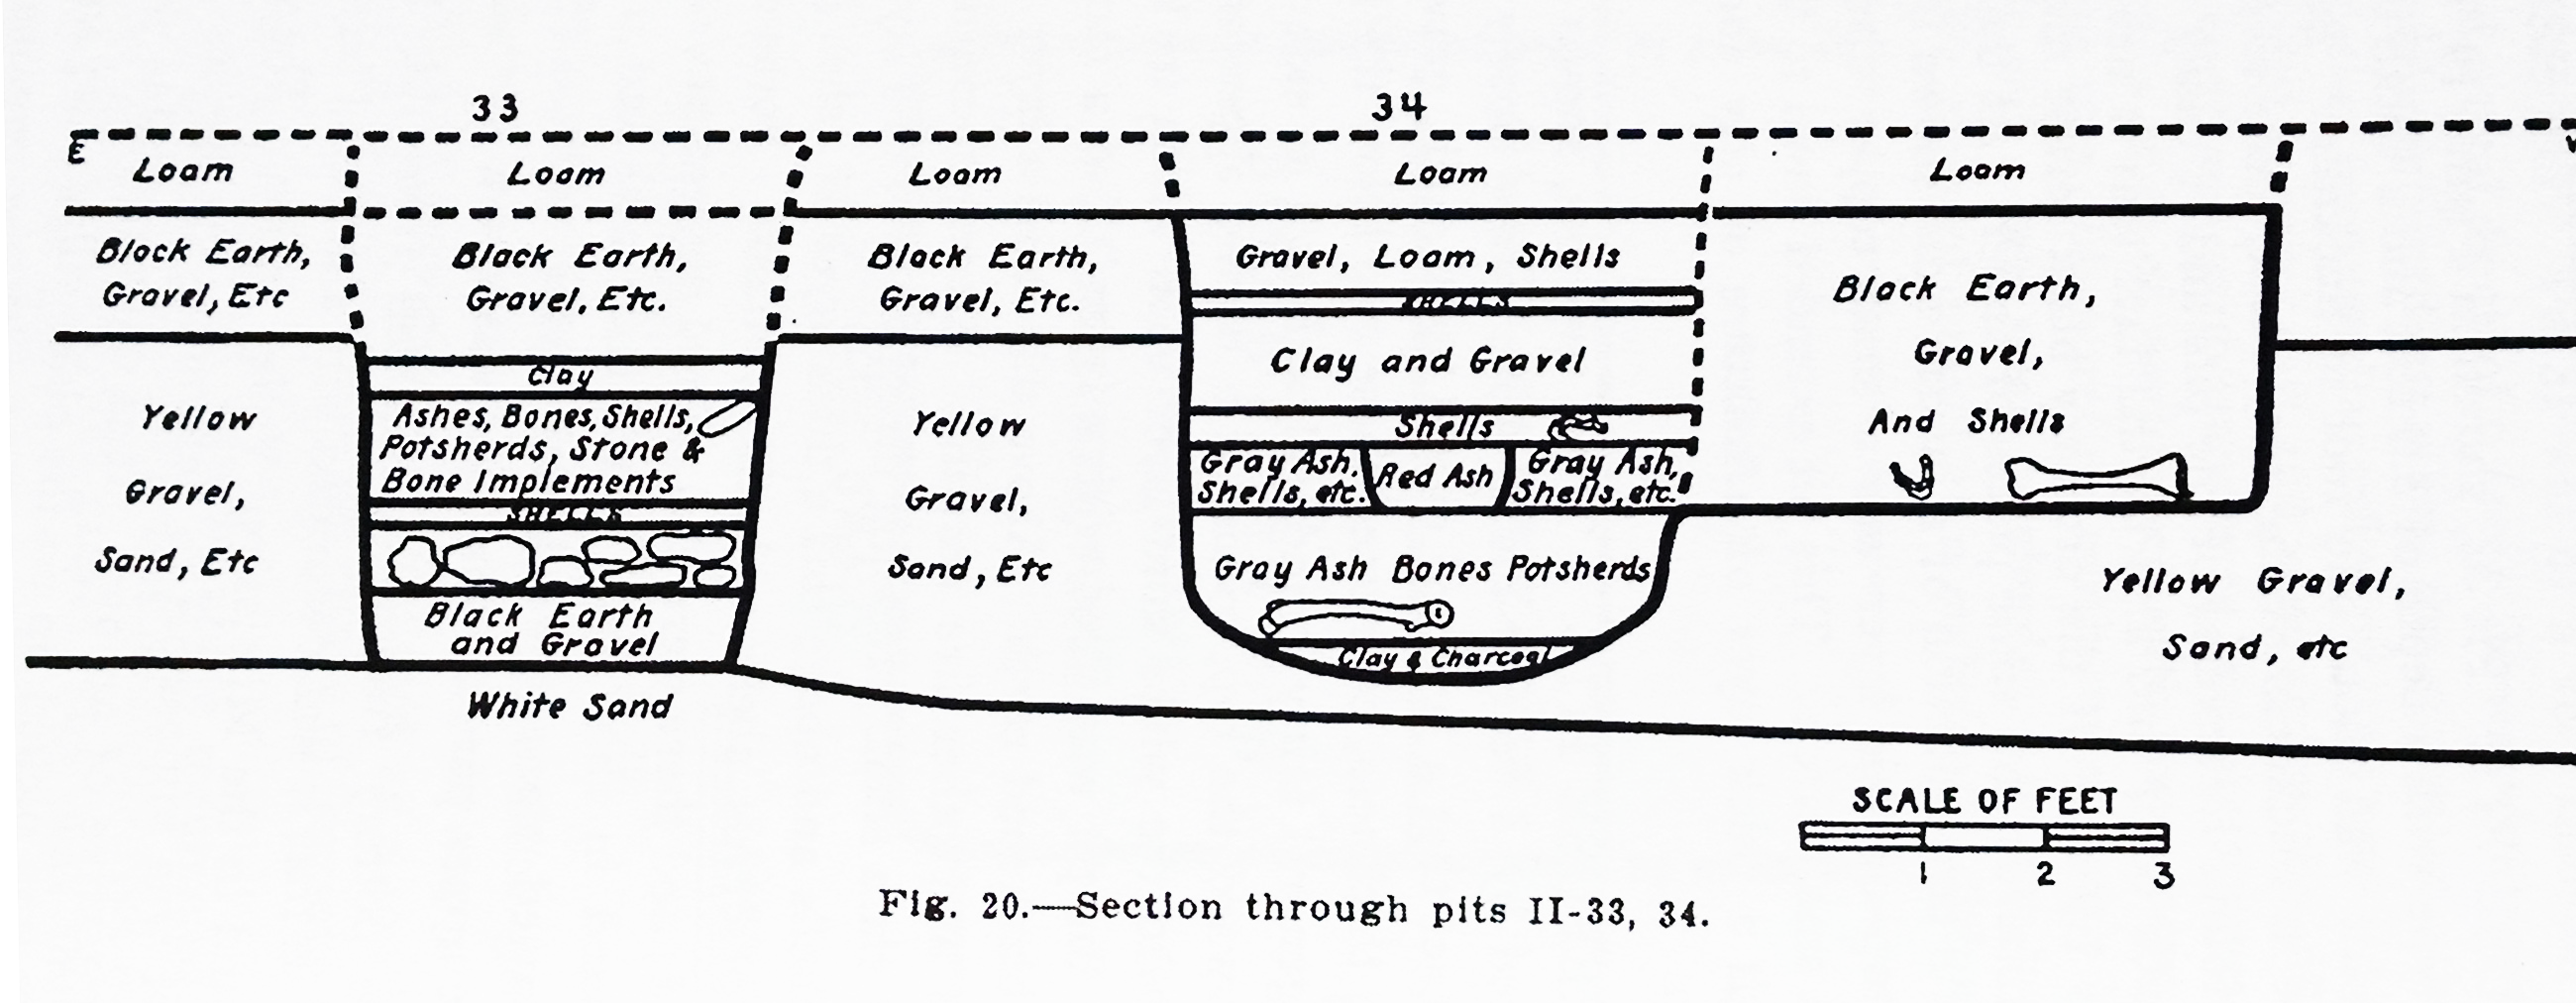 33
34
E
Loam
Loam
Loam
Loam
Loam
Black Earth,
Gravel, Etc
Black Earth,
Gravel, Etc.
Black Earth,
Gravel, Etc.
Gravel, Loam, Shells
SHELLS
Clay and Gravel
Shells
Gray Ash,
Shells, etc.
Red Ash
Gray Ash,
Shells, etc.
Gray Ash Bones Potsherds
Clay & Charcoal
Black Earth,
Gravel,
And Shells
Yellow
Gravel,
Sand, Etc
Clay
Ashes, Bones, Shells,
Potsherds, Stone &
Bone Implements
SHELLS
Black Earth
and Gravel
White Sand
Yellow
Gravel,
Sand, Etc
Yellow Gravel,
Sand, etc
SCALE OF FEET
1 2 3
Fig. 20.—Section through pits II-33, 34.